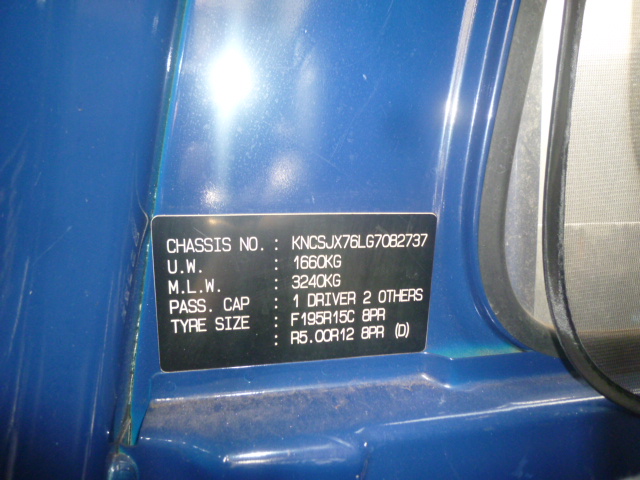 CHASSIS NO. : KNCSJX76LG7082737
U.W. : 1660KG
M.L.W. : 3240KG
PASS. CAP : 1 DRIVER 2 OTHERS
TYRE SIZE : F195R15C 8PR
: R5.00R12 8PR (D)